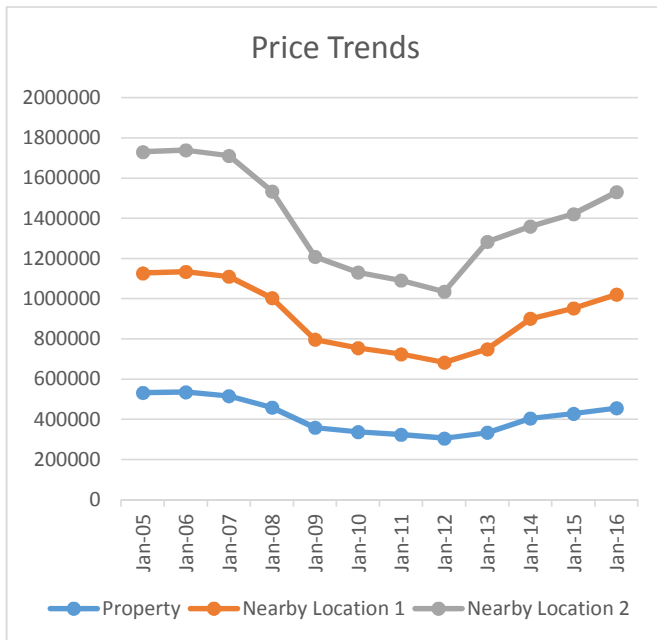 Price Trends
2000000
1800000
1600000
1400000
1200000
1000000
800000
600000
400000
200000
0
Jan-05
Jan-06
Jan-07
Jan-08
Jan-09
Jan-10
Jan-11
Jan-12
Jan-13
Jan-14
Jan-15
Jan-16
Property Nearby Location 1 Nearby Location 2